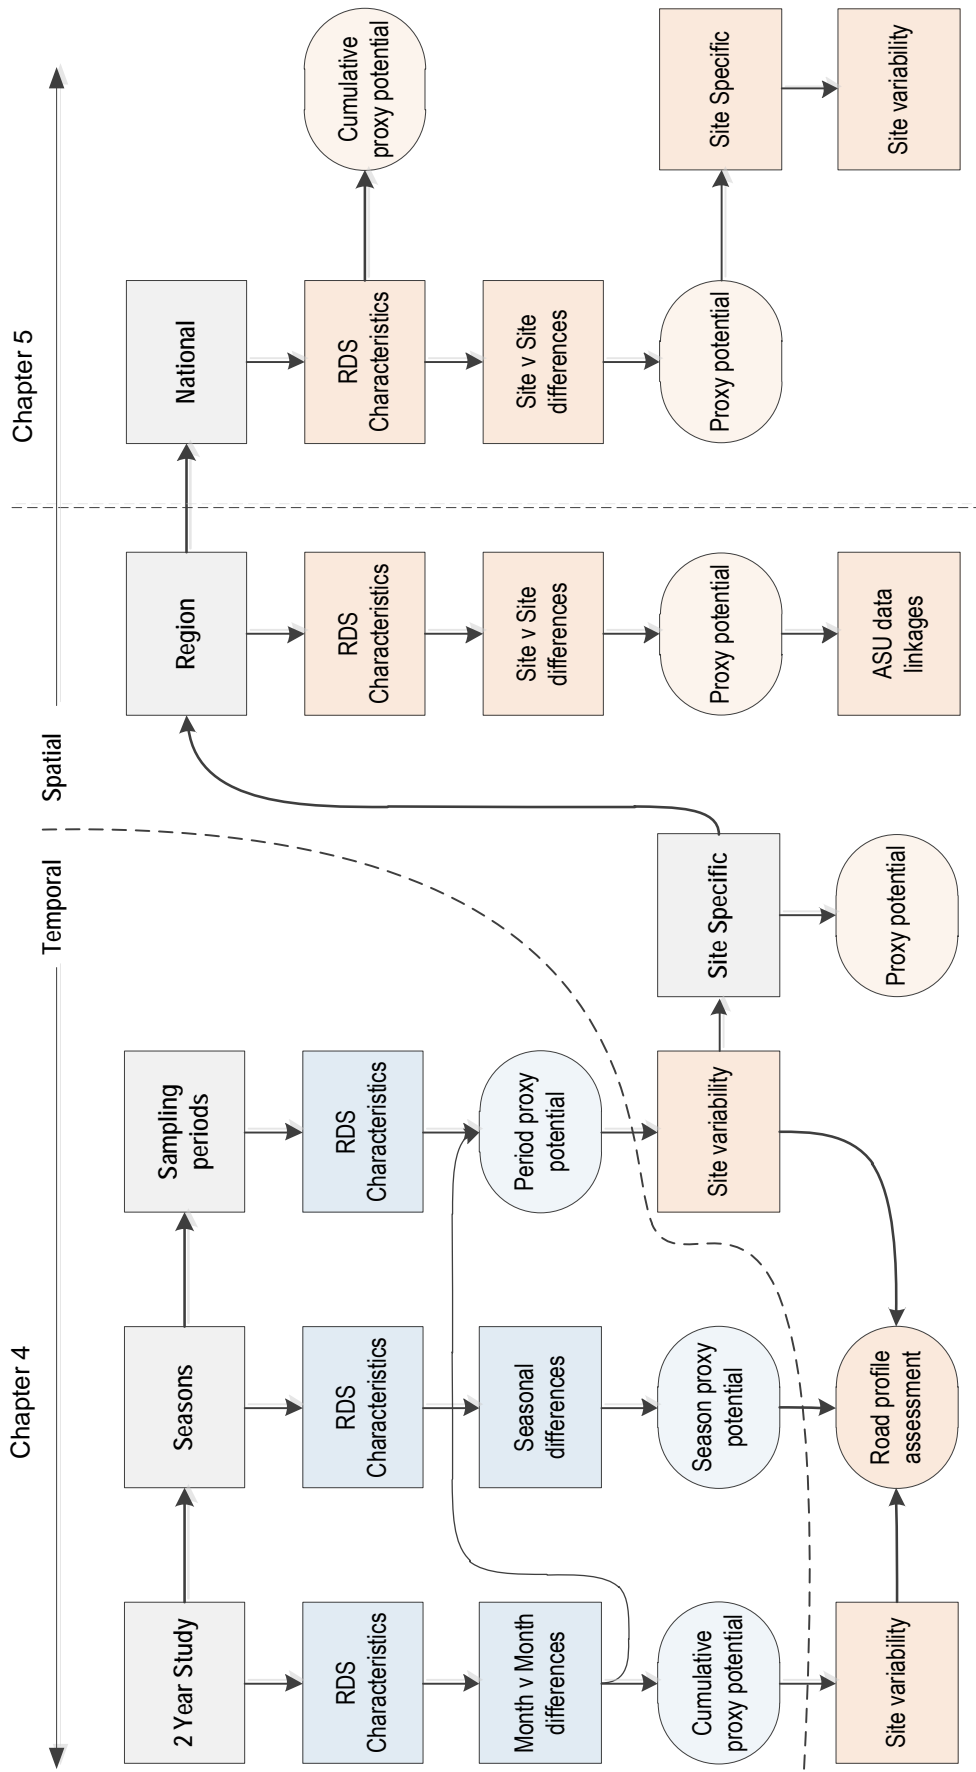 Chapter 4
Chapter 5
Temporal
Spatial
2 Year Study
Seasons
Sampling
periods
Region
National
RDS
Characteristics
RDS
Characteristics
RDS
Characteristics
RDS
Characteristics
RDS
Characteristics
Cumulative
proxy potential
Month v Month
differences
Seasonal
differences
Period proxy
potential
Site v Site
differences
Site v Site
differences
Cumulative
proxy potential
Season proxy
potential
Site variability
Site Specific
Proxy potential
Proxy potential
Site Specific
Site variability
Road profile
assessment
Proxy potential
ASU data
linkages
Site variability